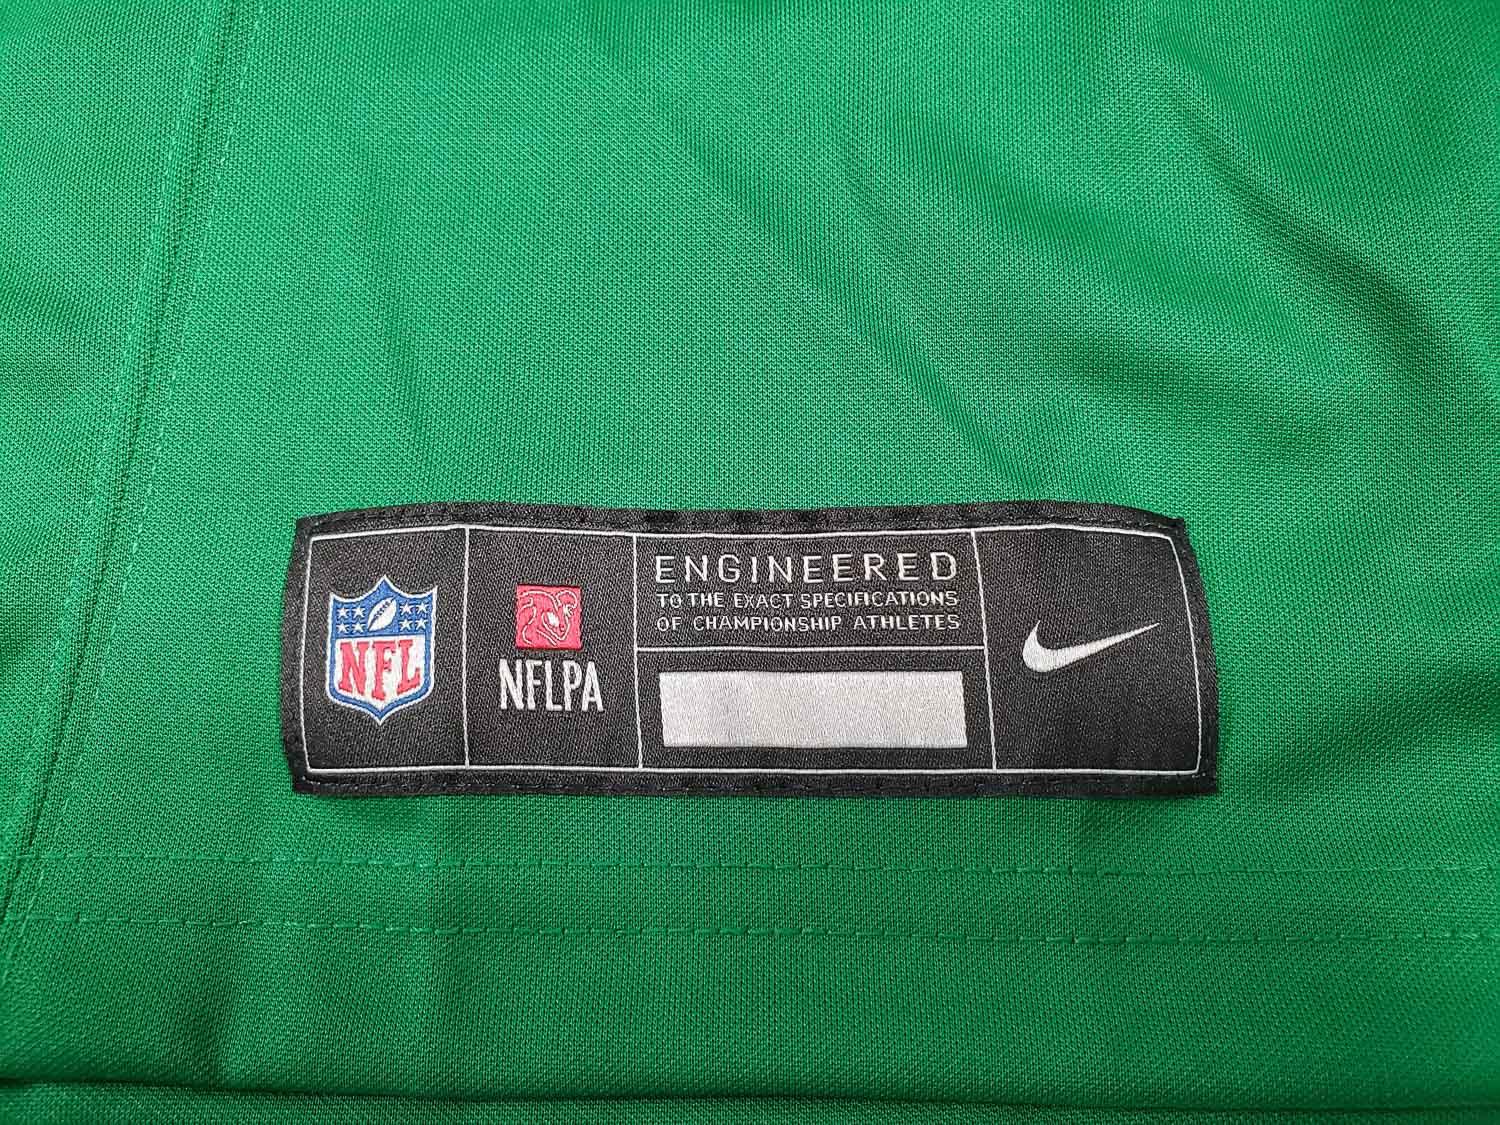 NFL
NFLPA
ENGINEERED
TO THE EXACT SPECIFICATIONS
OF CHAMPIONSHIP ATHLETES